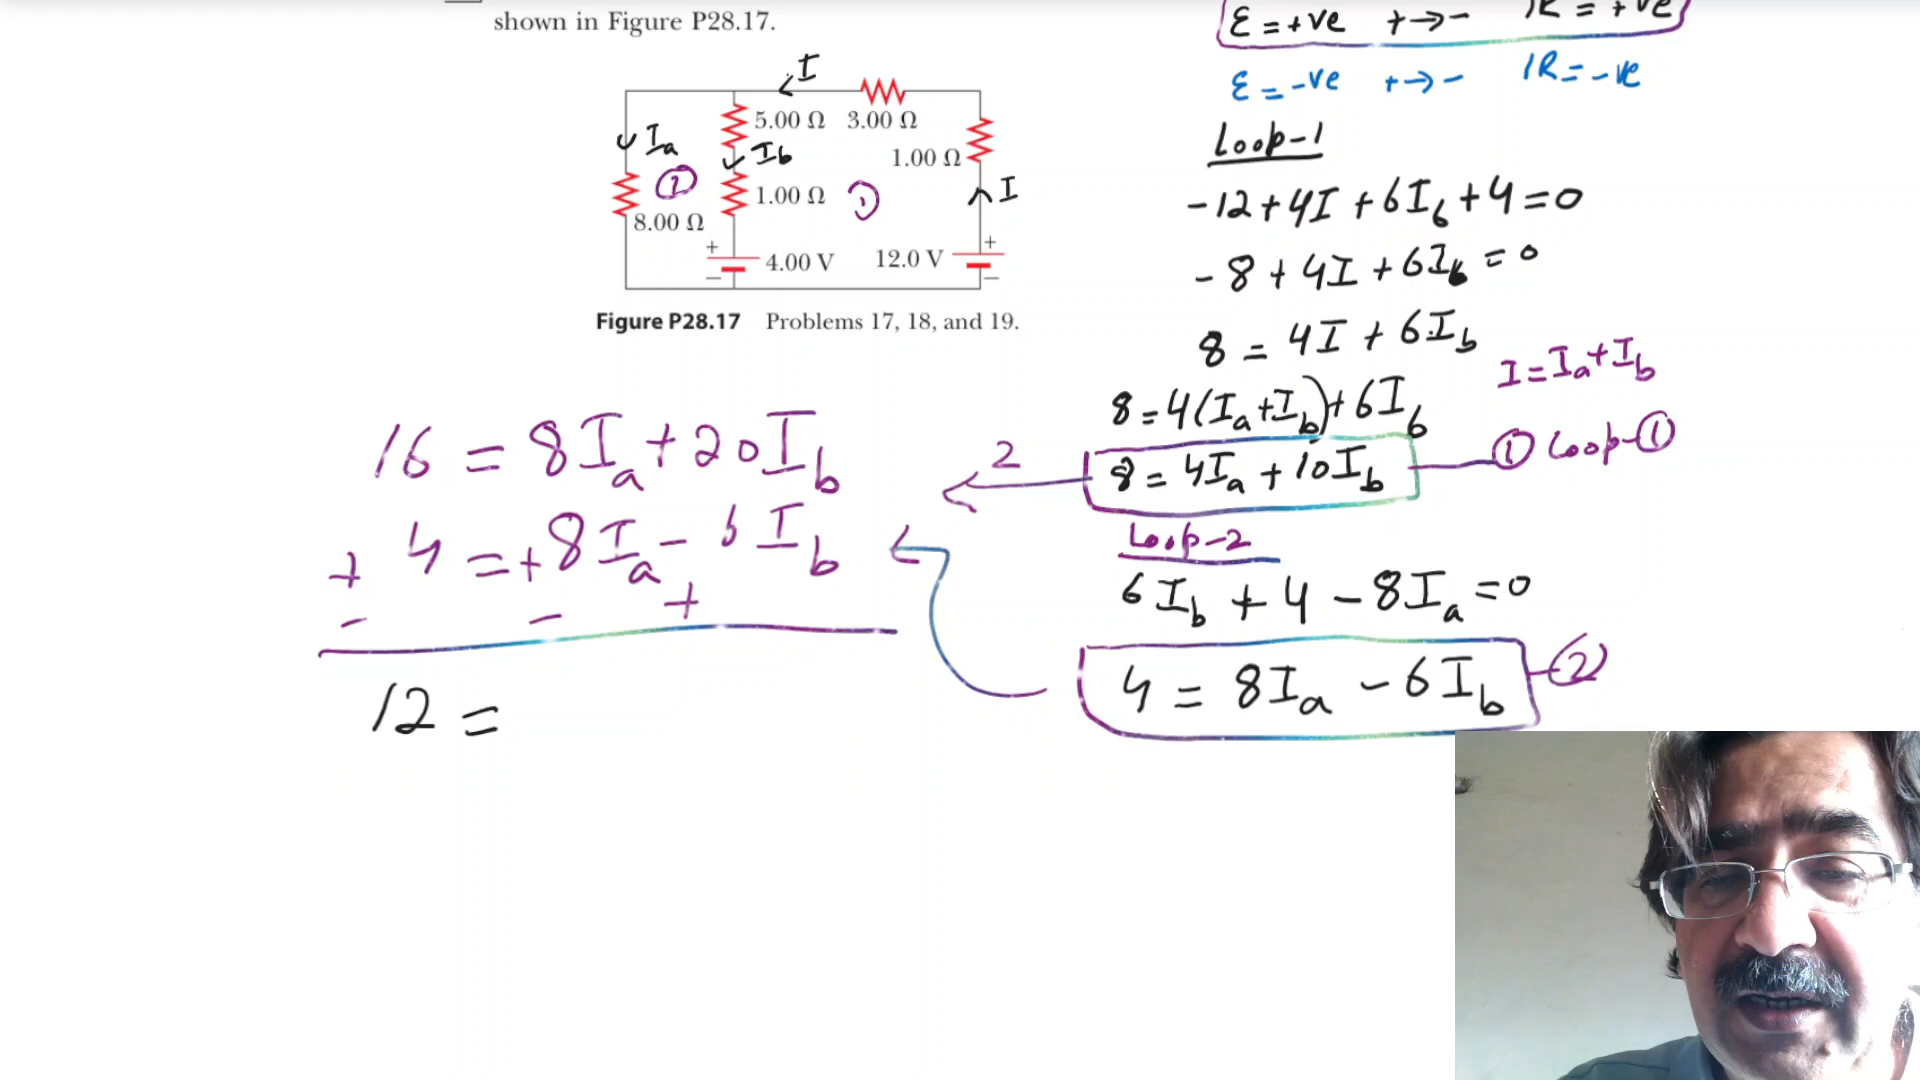 shown in Figure P28.17.
I
5.00 Ω
3.00 Ω
Ia
Ib
1.00 Ω
1.00 Ω
I
8.00 Ω
+
4.00 V
−
12.0 V
+
−
Figure P28.17 Problems 17, 18, and 19.
16 = 8Ia + 20Ib
+ 4 = +8Ia − 6Ib
− − +
12 =
ε = +ve + → − IR = +ve
ε = −ve + → − IR = −ve
Loop-1
−12 + 4I + 6Ib + 4 = 0
−8 + 4I + 6Ib = 0
8 = 4I + 6Ib
I = Ia + Ib
8 = 4(Ia + Ib) + 6Ib
2
8 = 4Ia + 10Ib
① Loop-①
Loop-2
6Ib + 4 − 8Ia = 0
4 = 8Ia − 6Ib
②